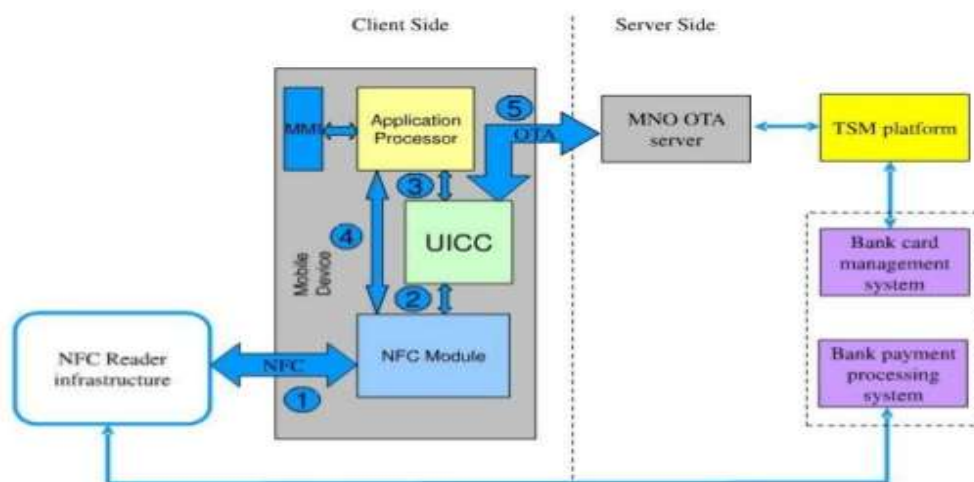 Client Side
Server Side
MMI
Application
Processor
⑤
OTA
MNO OTA
server
TSM platform
③
④
UICC
Mobile
Device
②
Bank card
management
system
NFC Reader
infrastructure
NFC
①
NFC Module
Bank payment
processing
system